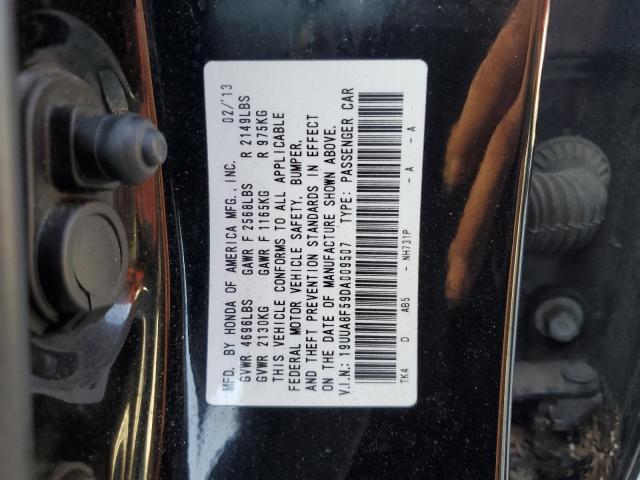 MFD. BY HONDA OF AMERICA MFG., INC. 02/'13
GVWR 4696LBS GAWR F 2568LBS R 2149LBS
GVWR 2130KG GAWR F 1165KG R 975KG
THIS VEHICLE CONFORMS TO ALL APPLICABLE
FEDERAL MOTOR VEHICLE SAFETY, BUMPER,
AND THEFT PREVENTION STANDARDS IN EFFECT
ON THE DATE OF MANUFACTURE SHOWN ABOVE.
V.I.N.: 19UUA8F59DA009507 TYPE: PASSENGER CAR
TK4 D AB5 - NH731P - A - A